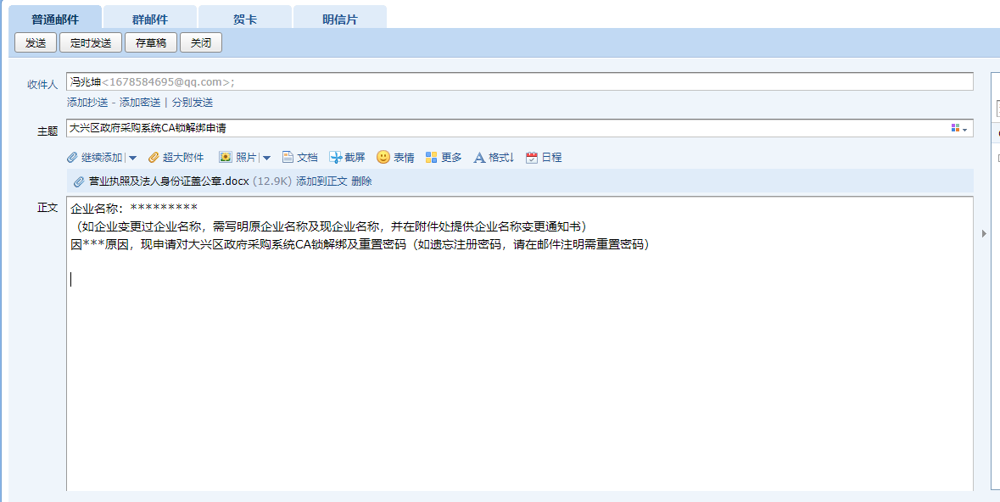 普通邮件 群邮件 贺卡 明信片
发送 定时发送 存草稿 关闭
收件人 冯兆坤<1678584695@qq.com>;
添加抄送 - 添加密送 | 分别发送
主题 大兴区政府采购系统CA锁解绑申请
继续添加 | 超大附件 照片 | 文档 截屏 表情 更多 格式↓ 日程
营业执照及法人身份证盖公章.docx (12.9K) 添加到正文 删除
正文 企业名称：*********
（如企业变更过企业名称，需写明原企业名称及现企业名称，并在附件处提供企业名称变更通知书）
因***原因，现申请对大兴区政府采购系统CA锁解绑及重置密码（如遗忘注册密码，请在邮件注明需重置密码）